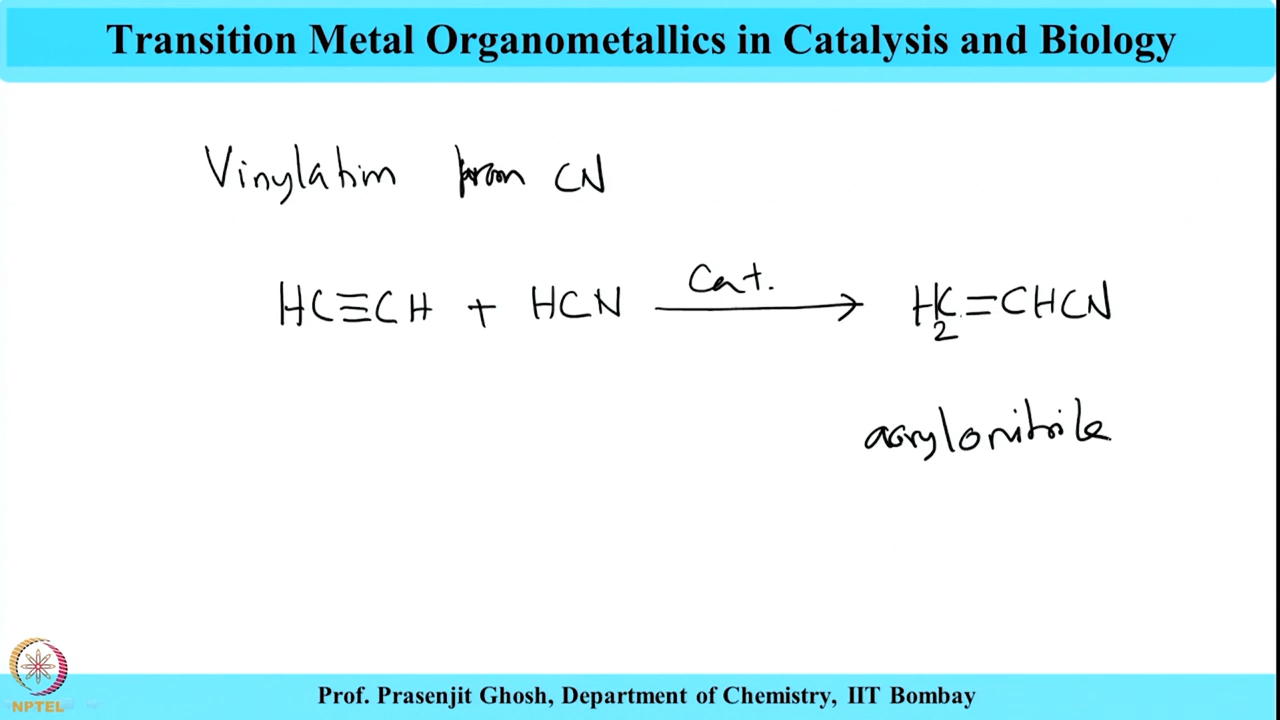 Transition Metal Organometallics in Catalysis and Biology
Vinylation from CN
HC≡CH + HCN Cat. → H₂C=CHCN
acrylonitrile
NPTEL
Prof. Prasenjit Ghosh, Department of Chemistry, IIT Bombay